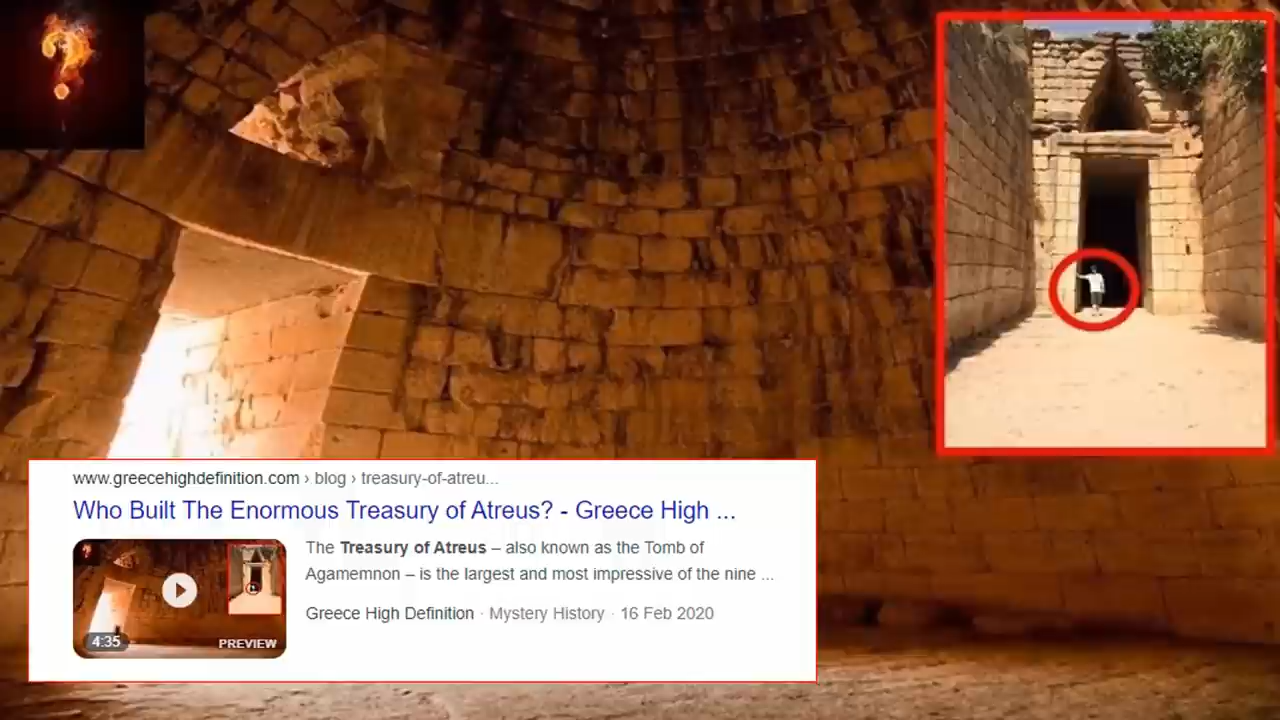 ?
www.greecehighdefinition.com › blog › treasury-of-atreu...
Who Built The Enormous Treasury of Atreus? - Greece High ...
The Treasury of Atreus – also known as the Tomb of
Agamemnon – is the largest and most impressive of the nine ...
Greece High Definition · Mystery History · 16 Feb 2020
4:35
PREVIEW